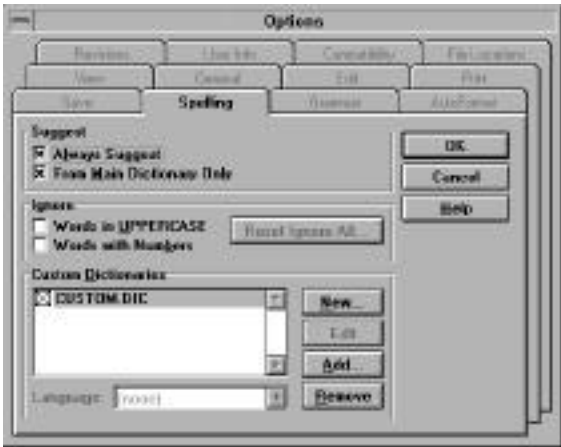 Options
Revisions User Info Compatibility File Locations
View General Edit Print
Save Spelling Grammar AutoFormat
Suggest
Always Suggest
From Main Dictionary Only
OK
Cancel
Help
Ignore
Words in UPPERCASE
Words with Numbers
Reset Ignore All...
Custom Dictionaries
CUSTOM.DIC
New...
Edit
Add...
Remove
Language: (none)